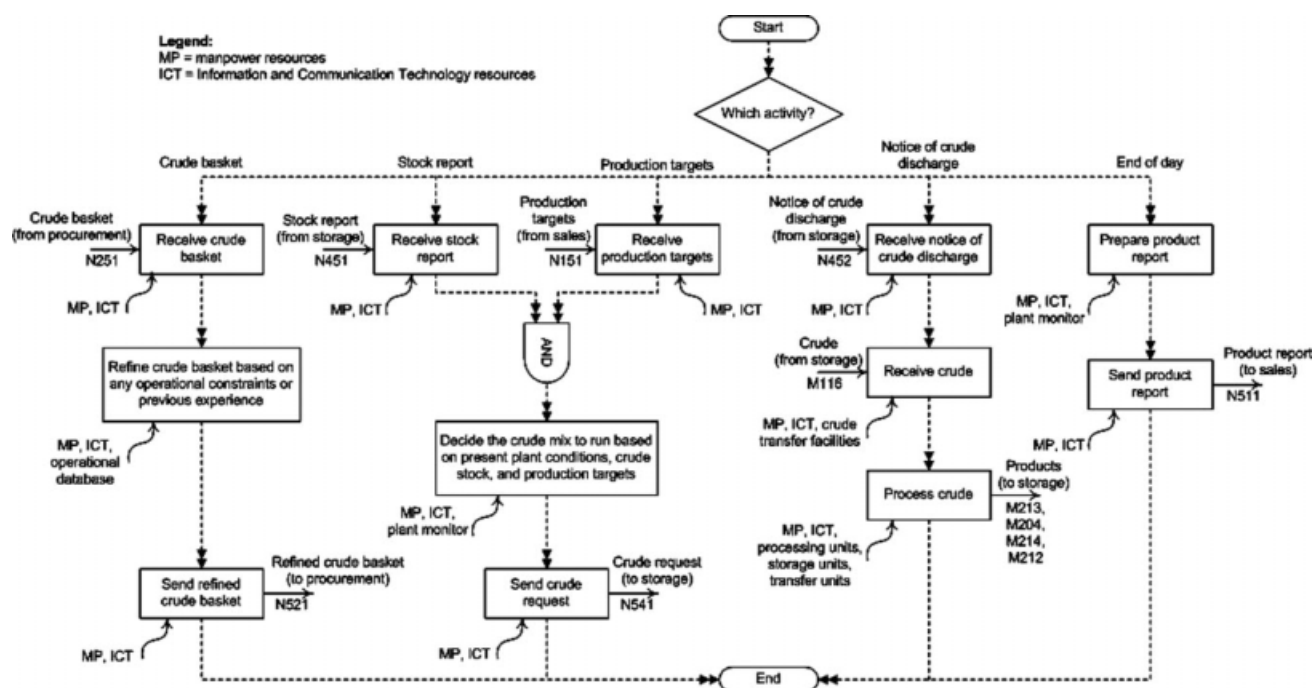 Start
Legend:
MP = manpower resources
ICT = Information and Communication Technology resources
Which activity?
Crude basket
Stock report
Production targets
Notice of crude
discharge
End of day
Crude basket
(from procurement)
N251
Receive crude
basket
MP, ICT
Stock report
(from storage)
N451
Receive stock
report
MP, ICT
Production
targets
(from sales)
N151
Receive
production targets
MP, ICT
Notice of crude
discharge
(from storage)
N452
Receive notice of
crude discharge
MP, ICT
Prepare product
report
MP, ICT,
plant monitor
AND
Refine crude basket based on
any operational constraints or
previous experience
MP, ICT,
operational
database
Crude
(from storage)
M116
Receive crude
MP, ICT, crude
transfer facilities
Send product
report
Product report
(to sales)
N511
MP, ICT
Decide the crude mix to run based
on present plant conditions, crude
stock, and production targets
MP, ICT,
plant monitor
Process crude
Products
(to storage)
M213,
M204,
M214,
M212
MP, ICT,
processing units,
storage units,
transfer units
Send refined
crude basket
Refined crude basket
(to procurement)
N521
MP, ICT
Send crude
request
Crude request
(to storage)
N541
MP, ICT
End